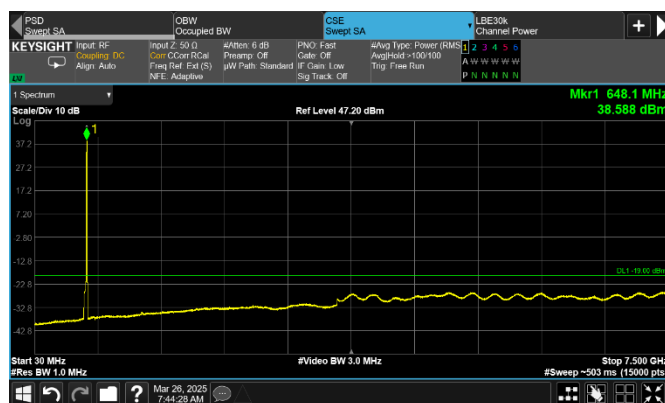 PSD
Swept SA
OBW
Occupied BW
CSE
Swept SA
LBE30k
Channel Power
KEYSIGHT
Input: RF
Coupling: DC
Align: Auto
Input Z: 50 Ω
Corr CCorr RCal
Freq Ref: Ext (S)
NFE: Adaptive
#Atten: 6 dB
Preamp: Off
µW Path: Standard
PNO: Fast
Gate: Off
IF Gain: Low
Sig Track: Off
#Avg Type: Power (RMS
Avg|Hold >100/100
Trig: Free Run
1 2 3 4 5 6
A W W W W W
P N N N N N
1 Spectrum
Mkr1 648.1 MHz
Scale/Div 10 dB
Ref Level 47.20 dBm
38.588 dBm
Log
1
37.2
27.2
17.2
7.20
-2.80
-12.8
DL1 -19.00 dBm
-22.8
-32.8
-42.8
Start 30 MHz
#Video BW 3.0 MHz
Stop 7.500 GHz
#Res BW 1.0 MHz
#Sweep ~503 ms (15000 pts)
Mar 26, 2025
7:44:28 AM